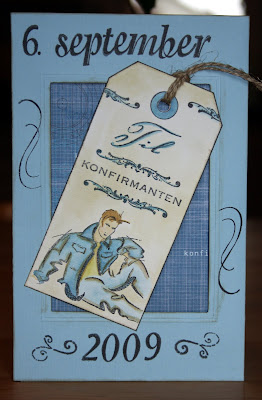 6. september
Til
KONFIRMANTEN
konfi
2009